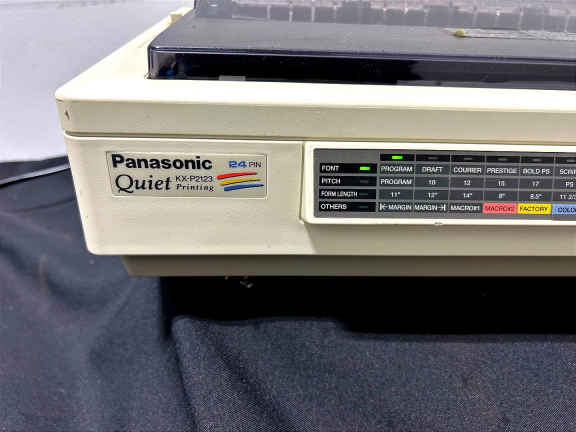 Panasonic 24 PIN
Quiet KX-P2123
Printing
FONT PROGRAM DRAFT COURIER PRESTIGE BOLD PS
PITCH PROGRAM 10 12 15 17 PS
FORM LENGTH 11" 12" 14" 8" 8.5"
OTHERS MARGIN MARGIN MACRO#1 MACRO#2 FACTORY